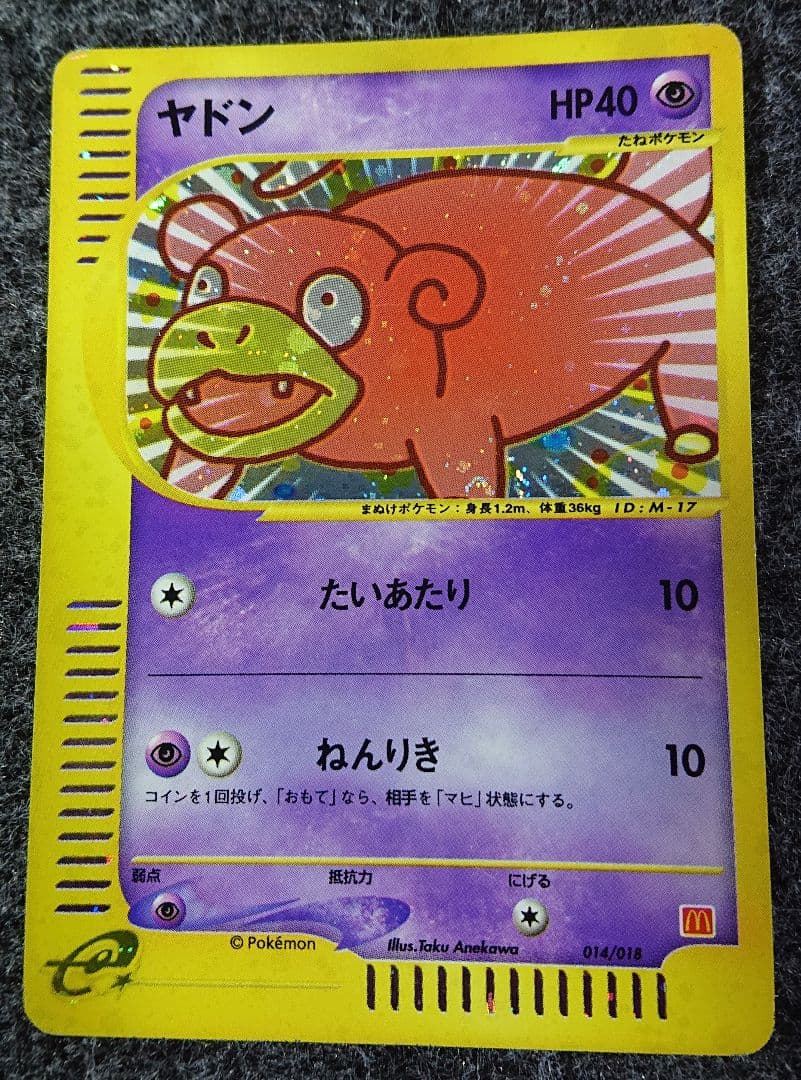 ヤドン
HP40
たねポケモン
まぬけポケモン：身長1.2m、体重36kg ID:M-17
たいあたり 10
ねんりき 10
コインを1回投げ、「おもて」なら、相手を「マヒ」状態にする。
弱点 抵抗力 にげる
© Pokémon
Illus.Taku Anekawa
014/018